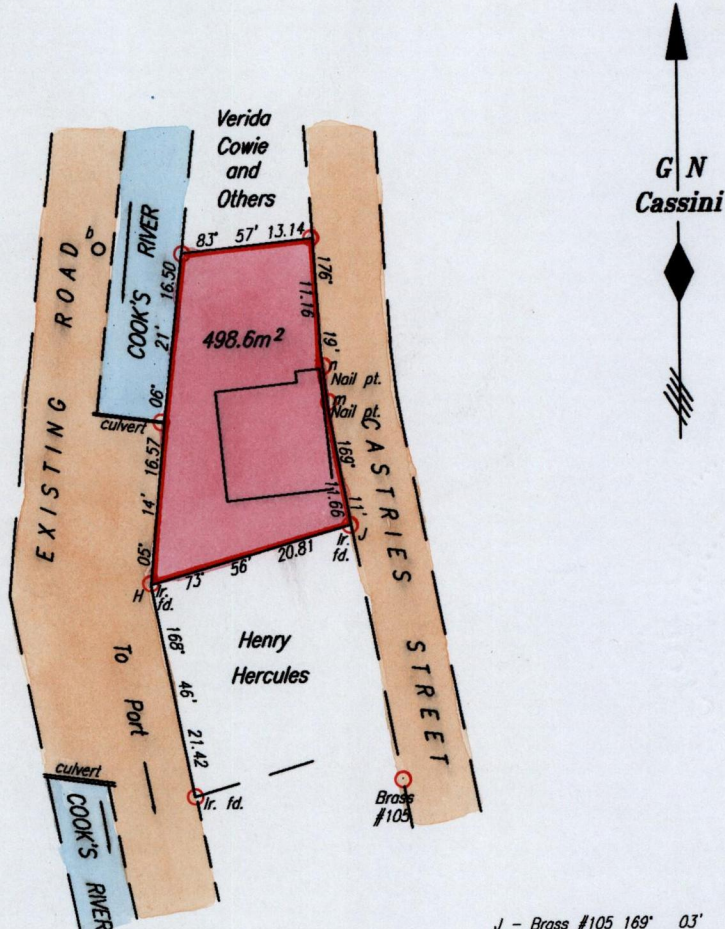 Verida
Cowie
and
Others
G N
Cassini
b
EXISTING ROAD
COOK'S RIVER
83° 57' 13.14
06° 21' 16.50
176° 19'
11.16
498.6m²
n
Nail pt.
m
Nail pt.
culvert
05° 14' 16.57
169° 11'
11.66
CASTRIES STREET
73° 56' 20.81
J
Ir.
fd.
H
Ir.
fd.
168° 46' 21.42
Henry
Hercules
To Port
culvert
COOK'S RIVER
Ir. fd.
Brass
#105
J - Brass #105 169° 03'